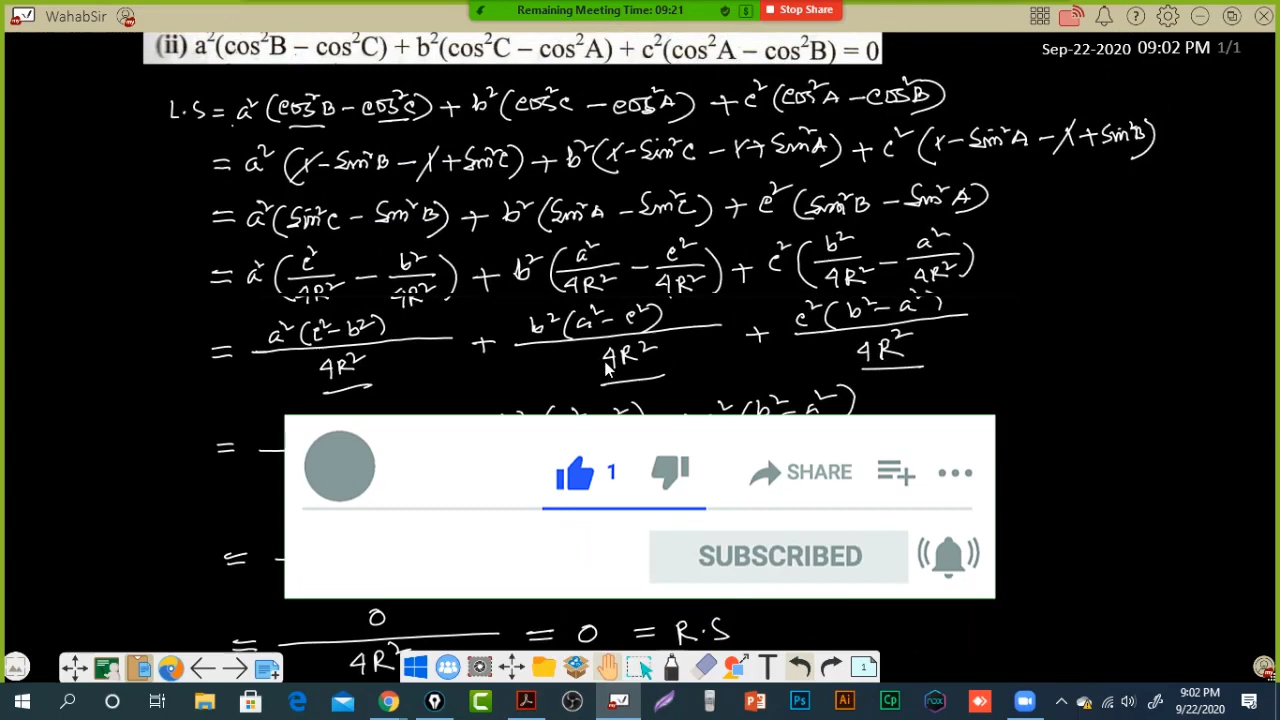 WahabSir
Remaining Meeting Time: 09:21
Stop Share
Sep-22-2020 09:02 PM 1/1
(ii) a²(cos²B – cos²C) + b²(cos²C – cos²A) + c²(cos²A – cos²B) = 0
L.S = a² (cos²B – cos²C) + b² (cos²C – cos²A) + c² (cos²A – cos²B)
= a² (1 – sin²B – 1 + sin²C) + b² (1 – sin²C – 1 + sin²A) + c² (1 – sin²A – 1 + sin²B)
= a² (sin²C – sin²B) + b² (sin²A – sin²C) + c² (sin²B – sin²A)
= a² (c²/4R² – b²/4R²) + b² (a²/4R² – c²/4R²) + c² (b²/4R² – a²/4R²)
= a²(c² – b²)/4R² + b²(a² – c²)/4R² + c²(b² – a²)/4R²
=
1
SHARE
SUBSCRIBED
=
= 0/4R² = 0 = R.S
T
1
Ps
Ai
Cp
nox
9:02 PM
9/22/2020